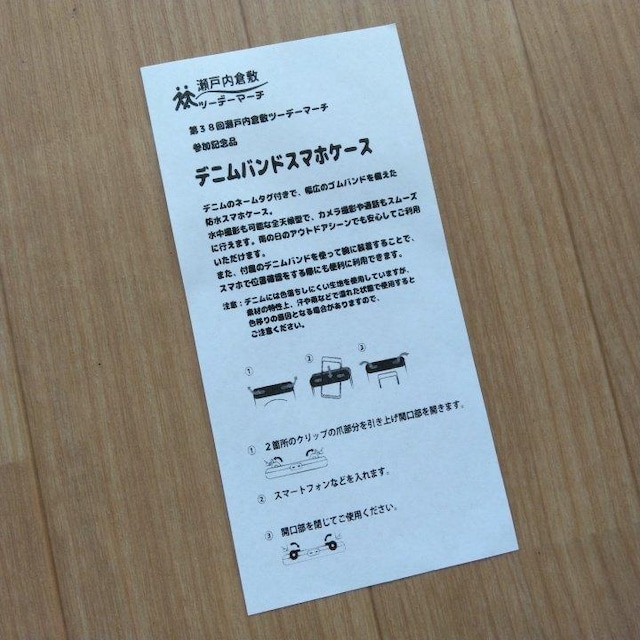 瀬戸内倉敷
ツーデーマーチ
第38回瀬戸内倉敷ツーデーマーチ
参加記念品
デニムバンドスマホケース
デニムのネームタグ付きで、幅広のゴムバンドを備えた
防水スマホケース。
水中撮影も可能な全天候型で、カメラ撮影や通話もスムーズ
に行えます。雨の日のアウトドアシーンでも安心してご利用
いただけます。
また、付属のデニムバンドを使って腕に装着することで、
スマホで位置確認をする際にも便利に利用できます。
注意：デニムには色落ちしにくい生地を使用していますが、
素材の特性上、汗や雨などで濡れた状態で使用すると
色移りの原因となる場合がありますので、
ご注意ください。
① ② ③
① 2箇所のクリップの爪部分を引き上げ開口部を開きます。
② スマートフォンなどを入れます。
③ 開口部を閉じてご使用ください。